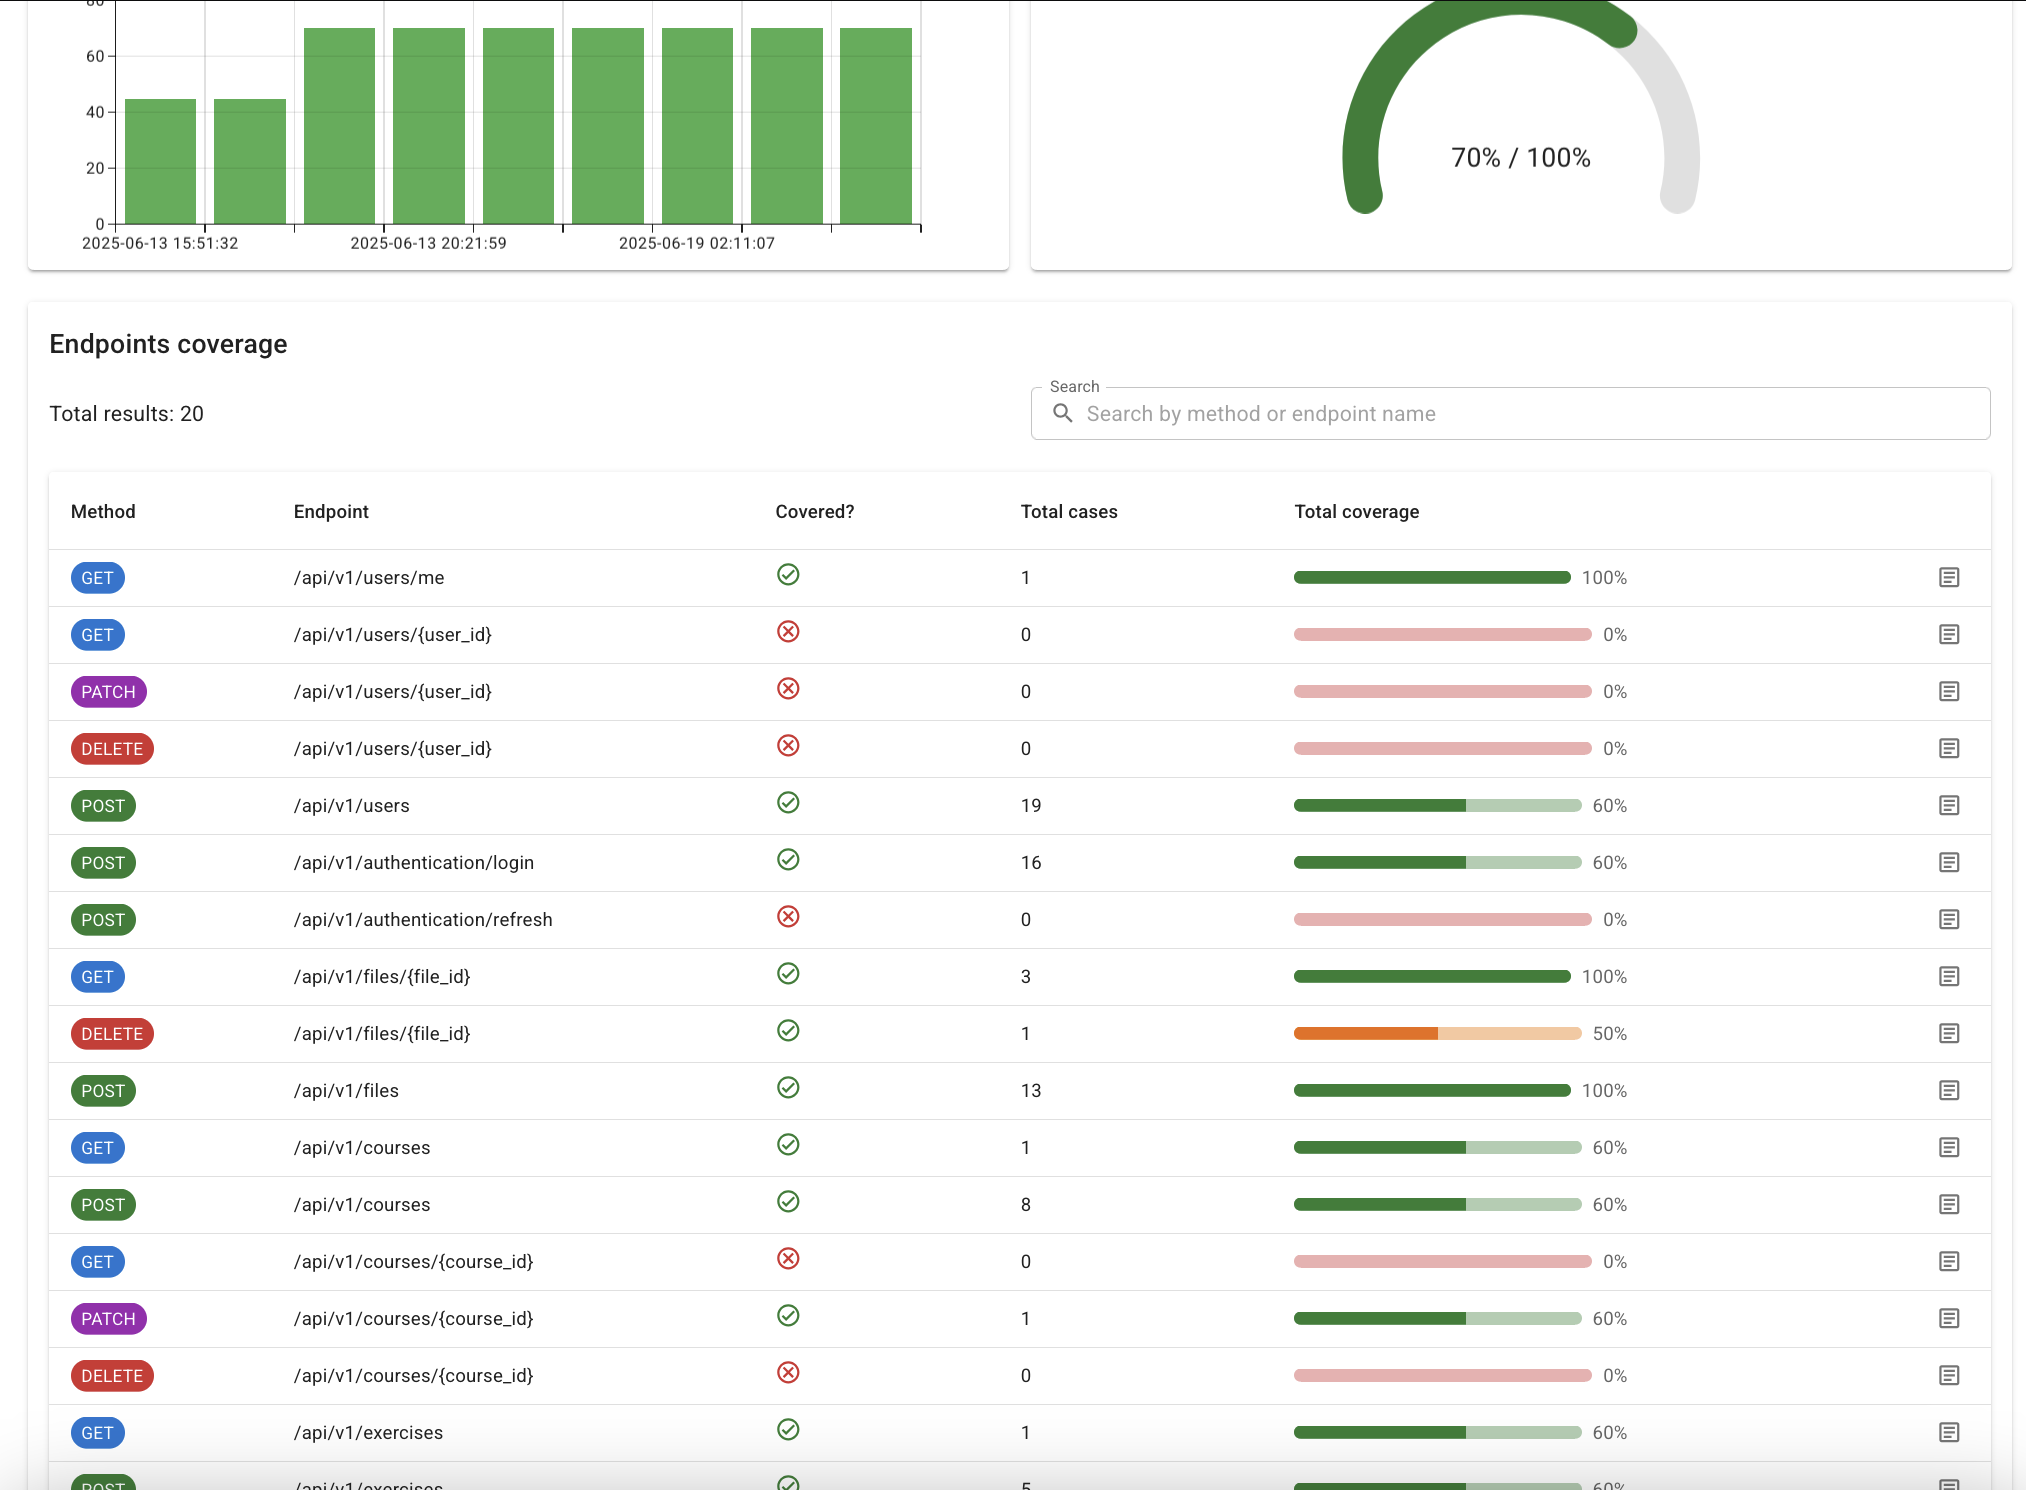 80
60
40
20
0
2025-06-13 15:51:32
2025-06-13 20:21:59
2025-06-19 02:11:07
70% / 100%
Endpoints coverage
Total results: 20
Search
Search by method or endpoint name
Method Endpoint Covered? Total cases Total coverage
GET /api/v1/users/me 1 100%
GET /api/v1/users/{user_id} 0 0%
PATCH /api/v1/users/{user_id} 0 0%
DELETE /api/v1/users/{user_id} 0 0%
POST /api/v1/users 19 60%
POST /api/v1/authentication/login 16 60%
POST /api/v1/authentication/refresh 0 0%
GET /api/v1/files/{file_id} 3 100%
DELETE /api/v1/files/{file_id} 1 50%
POST /api/v1/files 13 100%
GET /api/v1/courses 1 60%
POST /api/v1/courses 8 60%
GET /api/v1/courses/{course_id} 0 0%
PATCH /api/v1/courses/{course_id} 1 60%
DELETE /api/v1/courses/{course_id} 0 0%
GET /api/v1/exercises 1 60%
POST /api/v1/exercises 5 60%